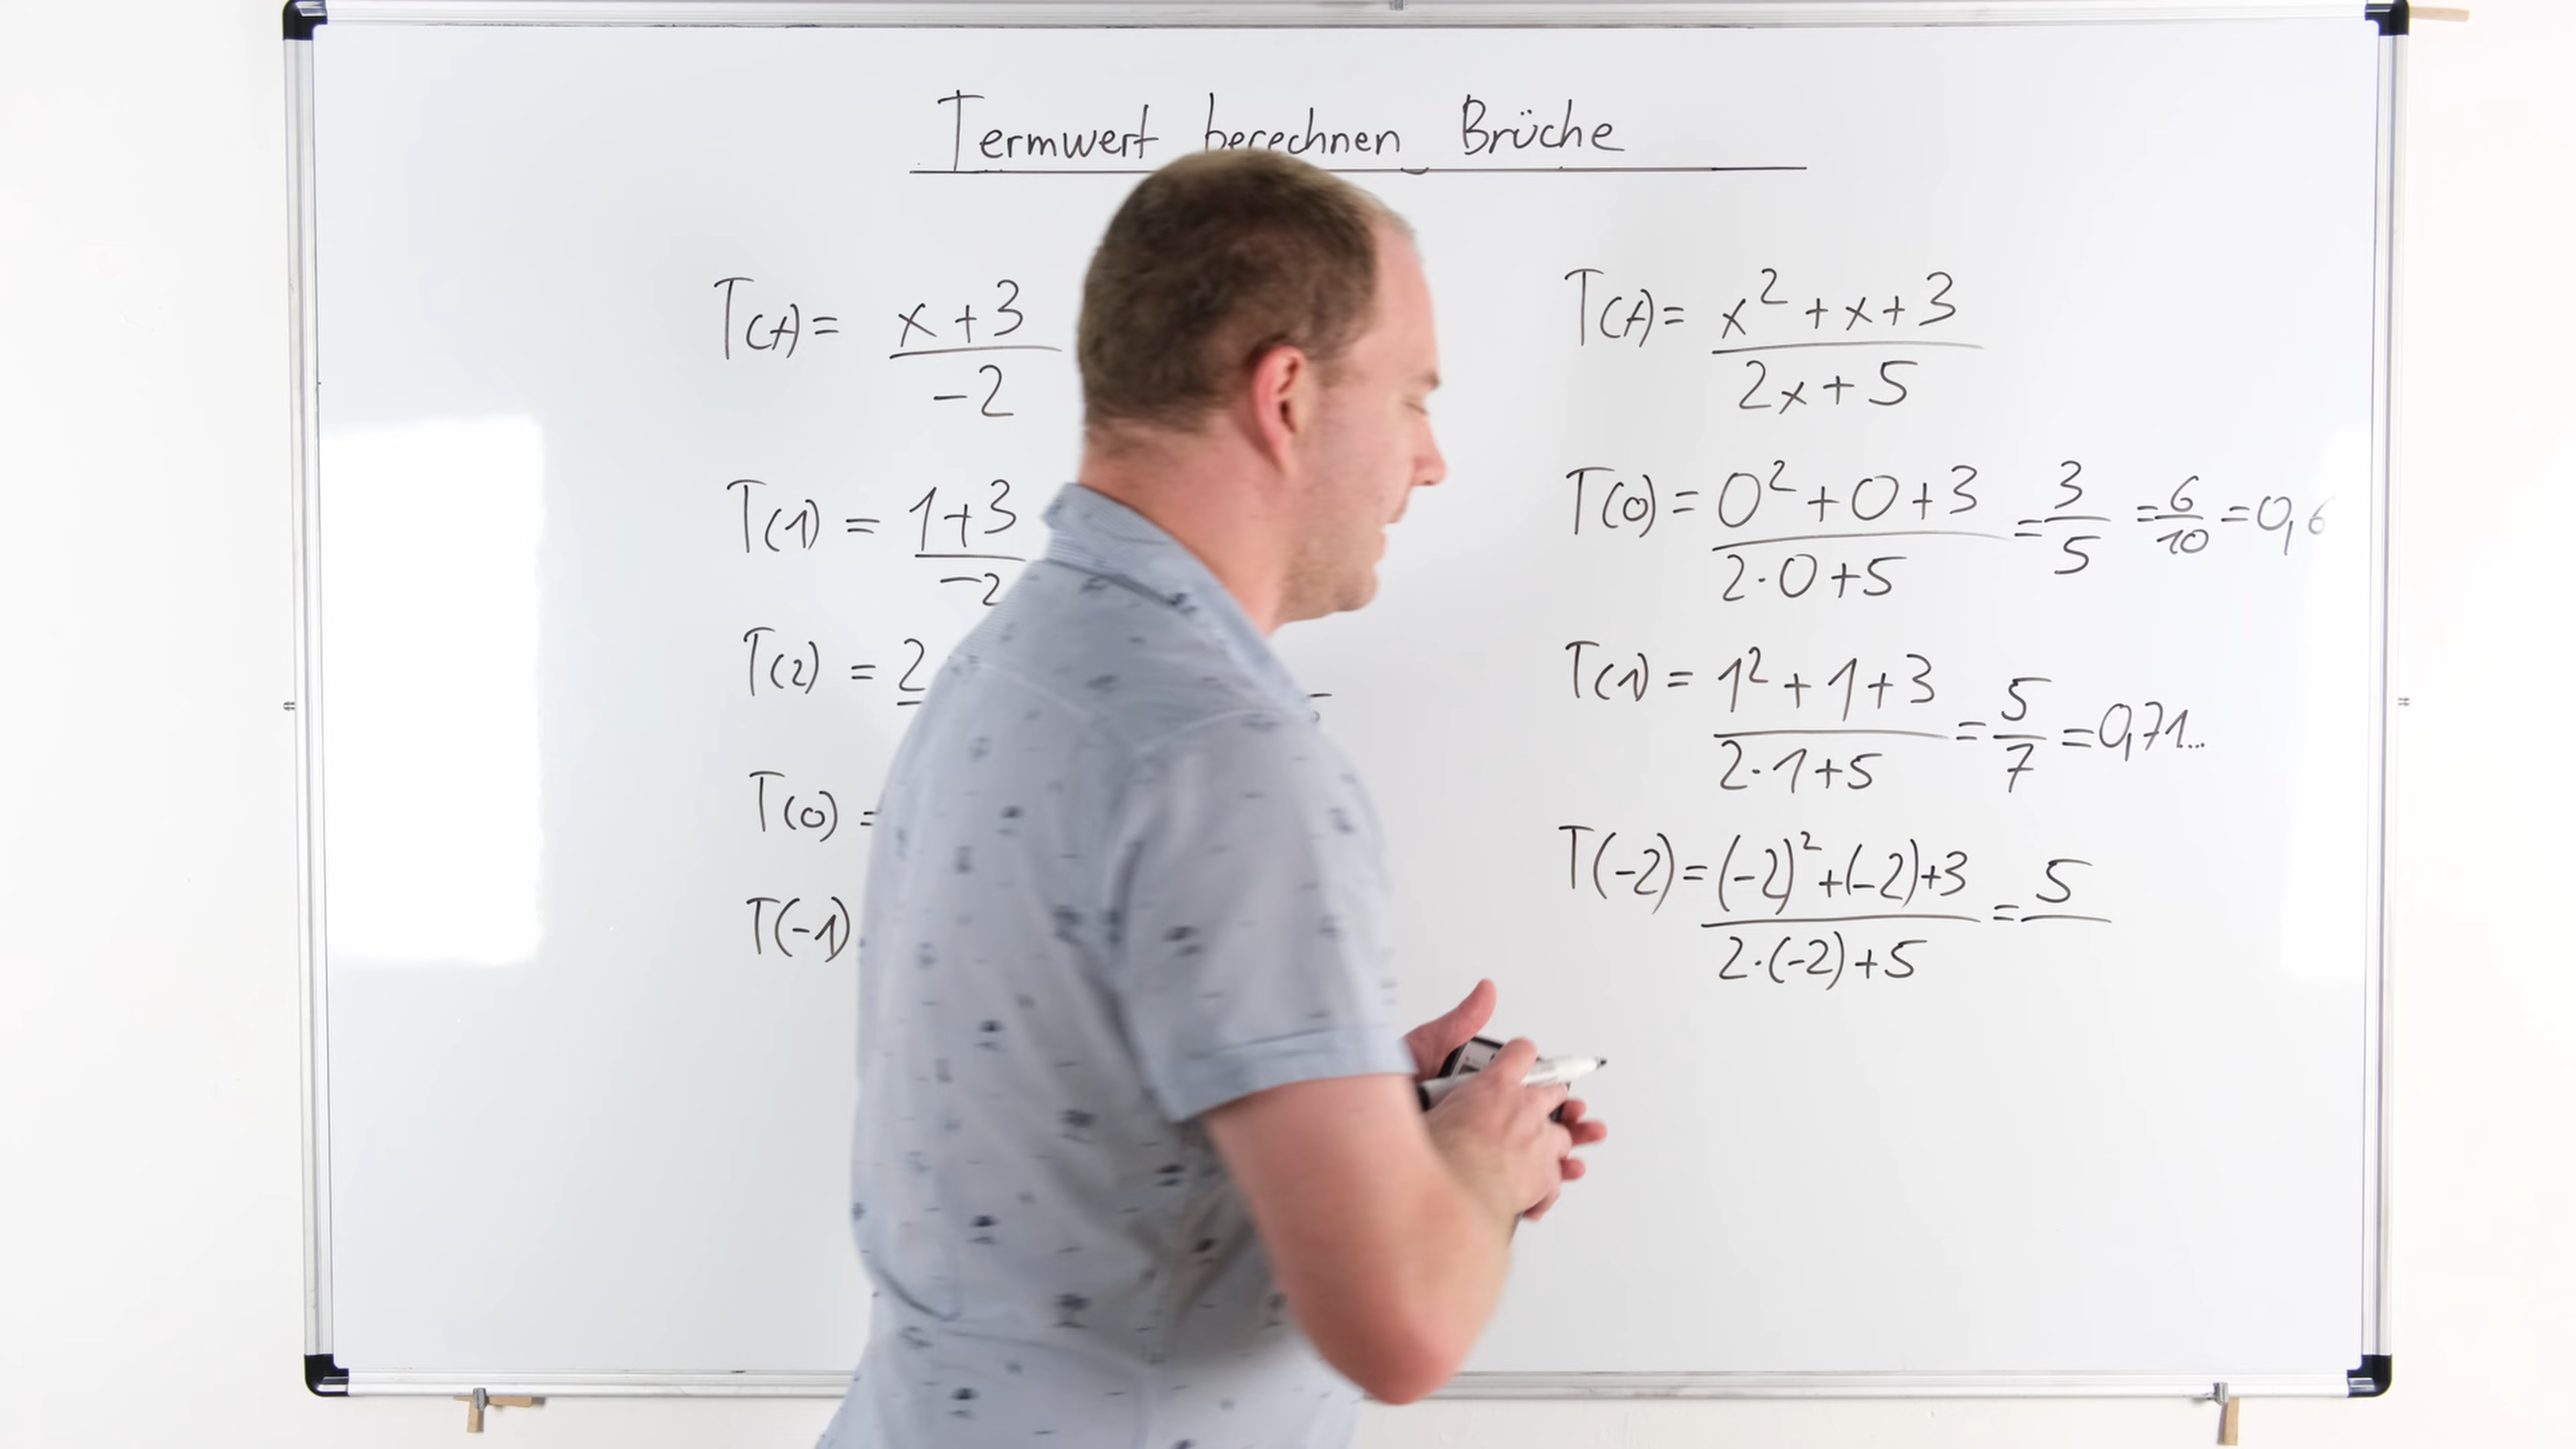 Termwert berechnen Brüche
T(x) = x + 3 / -2
T(1) = 1 + 3 / -2
T(2) = 2
T(0) =
T(-1)
T(x) = x² + x + 3 / 2x + 5
T(0) = 0² + 0 + 3 / 2 · 0 + 5 = 3 / 5 = 6 / 10 = 0,6
T(1) = 1² + 1 + 3 / 2 · 1 + 5 = 5 / 7 = 0,71...
T(-2) = (-2)² + (-2) + 3 / 2 · (-2) + 5 = 5 /